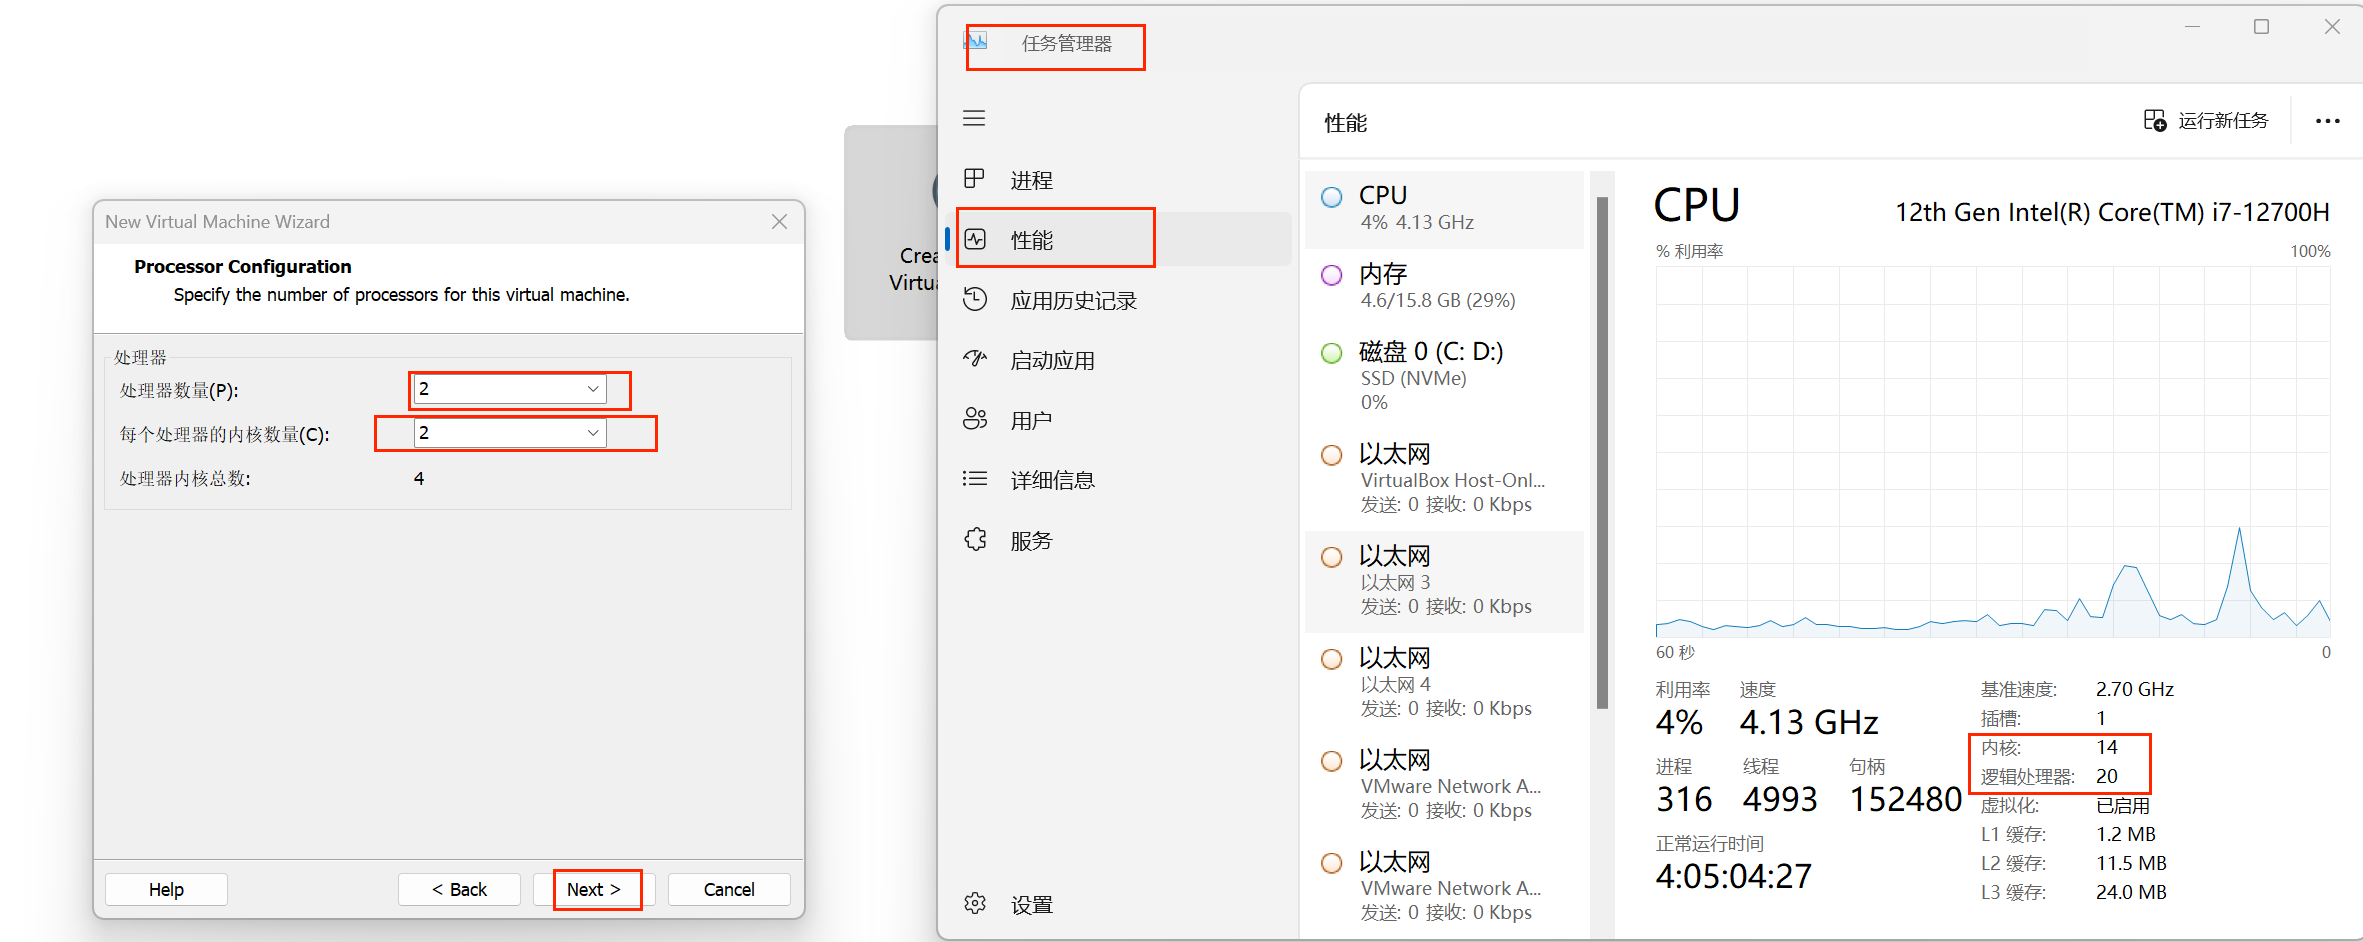 New Virtual Machine Wizard
Processor Configuration
Specify the number of processors for this virtual machine.
处理器
处理器数量(P):
2
每个处理器的内核数量(C):
2
处理器内核总数:
4
Help
< Back
Next >
Cancel
Crea
Virtua
任务管理器
进程
性能
应用历史记录
启动应用
用户
详细信息
服务
设置
性能
运行新任务
CPU
4% 4.13 GHz
内存
4.6/15.8 GB (29%)
磁盘 0 (C: D:)
SSD (NVMe)
0%
以太网
VirtualBox Host-Onl...
发送: 0 接收: 0 Kbps
以太网
以太网 3
发送: 0 接收: 0 Kbps
以太网
以太网 4
发送: 0 接收: 0 Kbps
以太网
VMware Network A...
发送: 0 接收: 0 Kbps
以太网
VMware Network A...
发送: 0 接收: 0 Kbps
CPU
12th Gen Intel(R) Core(TM) i7-12700H
% 利用率
100%
60 秒
0
利用率 速度
4% 4.13 GHz
进程 线程 句柄
316 4993 152480
正常运行时间
4:05:04:27
基准速度: 2.70 GHz
插槽: 1
内核: 14
逻辑处理器: 20
虚拟化: 已启用
L1 缓存: 1.2 MB
L2 缓存: 11.5 MB
L3 缓存: 24.0 MB